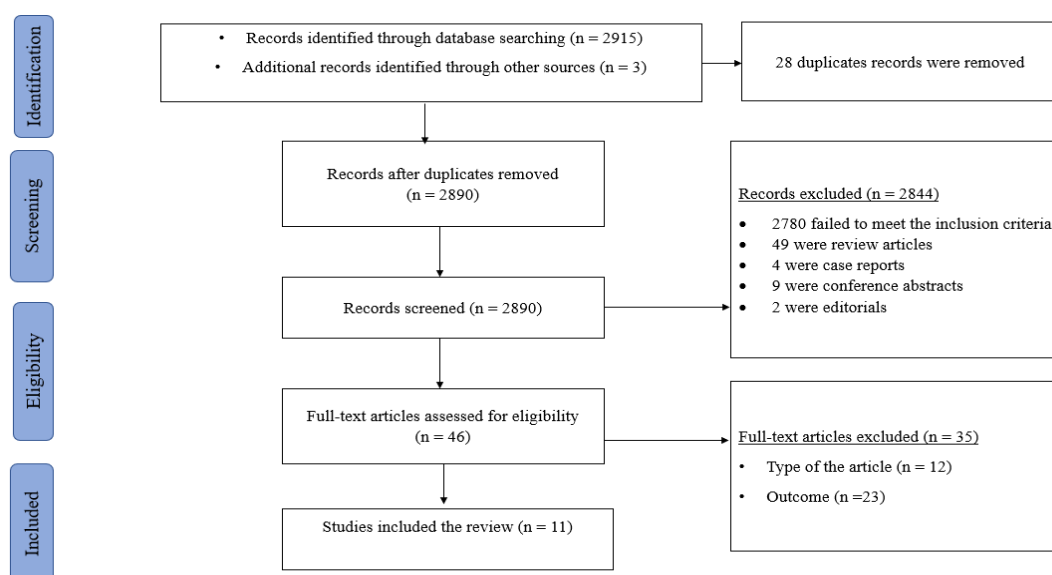 Identification
• Records identified through database searching (n = 2915)
• Additional records identified through other sources (n = 3)
28 duplicates records were removed
Screening
Records after duplicates removed
(n = 2890)
Records excluded (n = 2844)
• 2780 failed to meet the inclusion criteria
• 49 were review articles
• 4 were case reports
• 9 were conference abstracts
• 2 were editorials
Records screened (n = 2890)
Eligibility
Full-text articles assessed for eligibility
(n = 46)
Full-text articles excluded (n = 35)
• Type of the article (n = 12)
• Outcome (n =23)
Included
Studies included the review (n = 11)